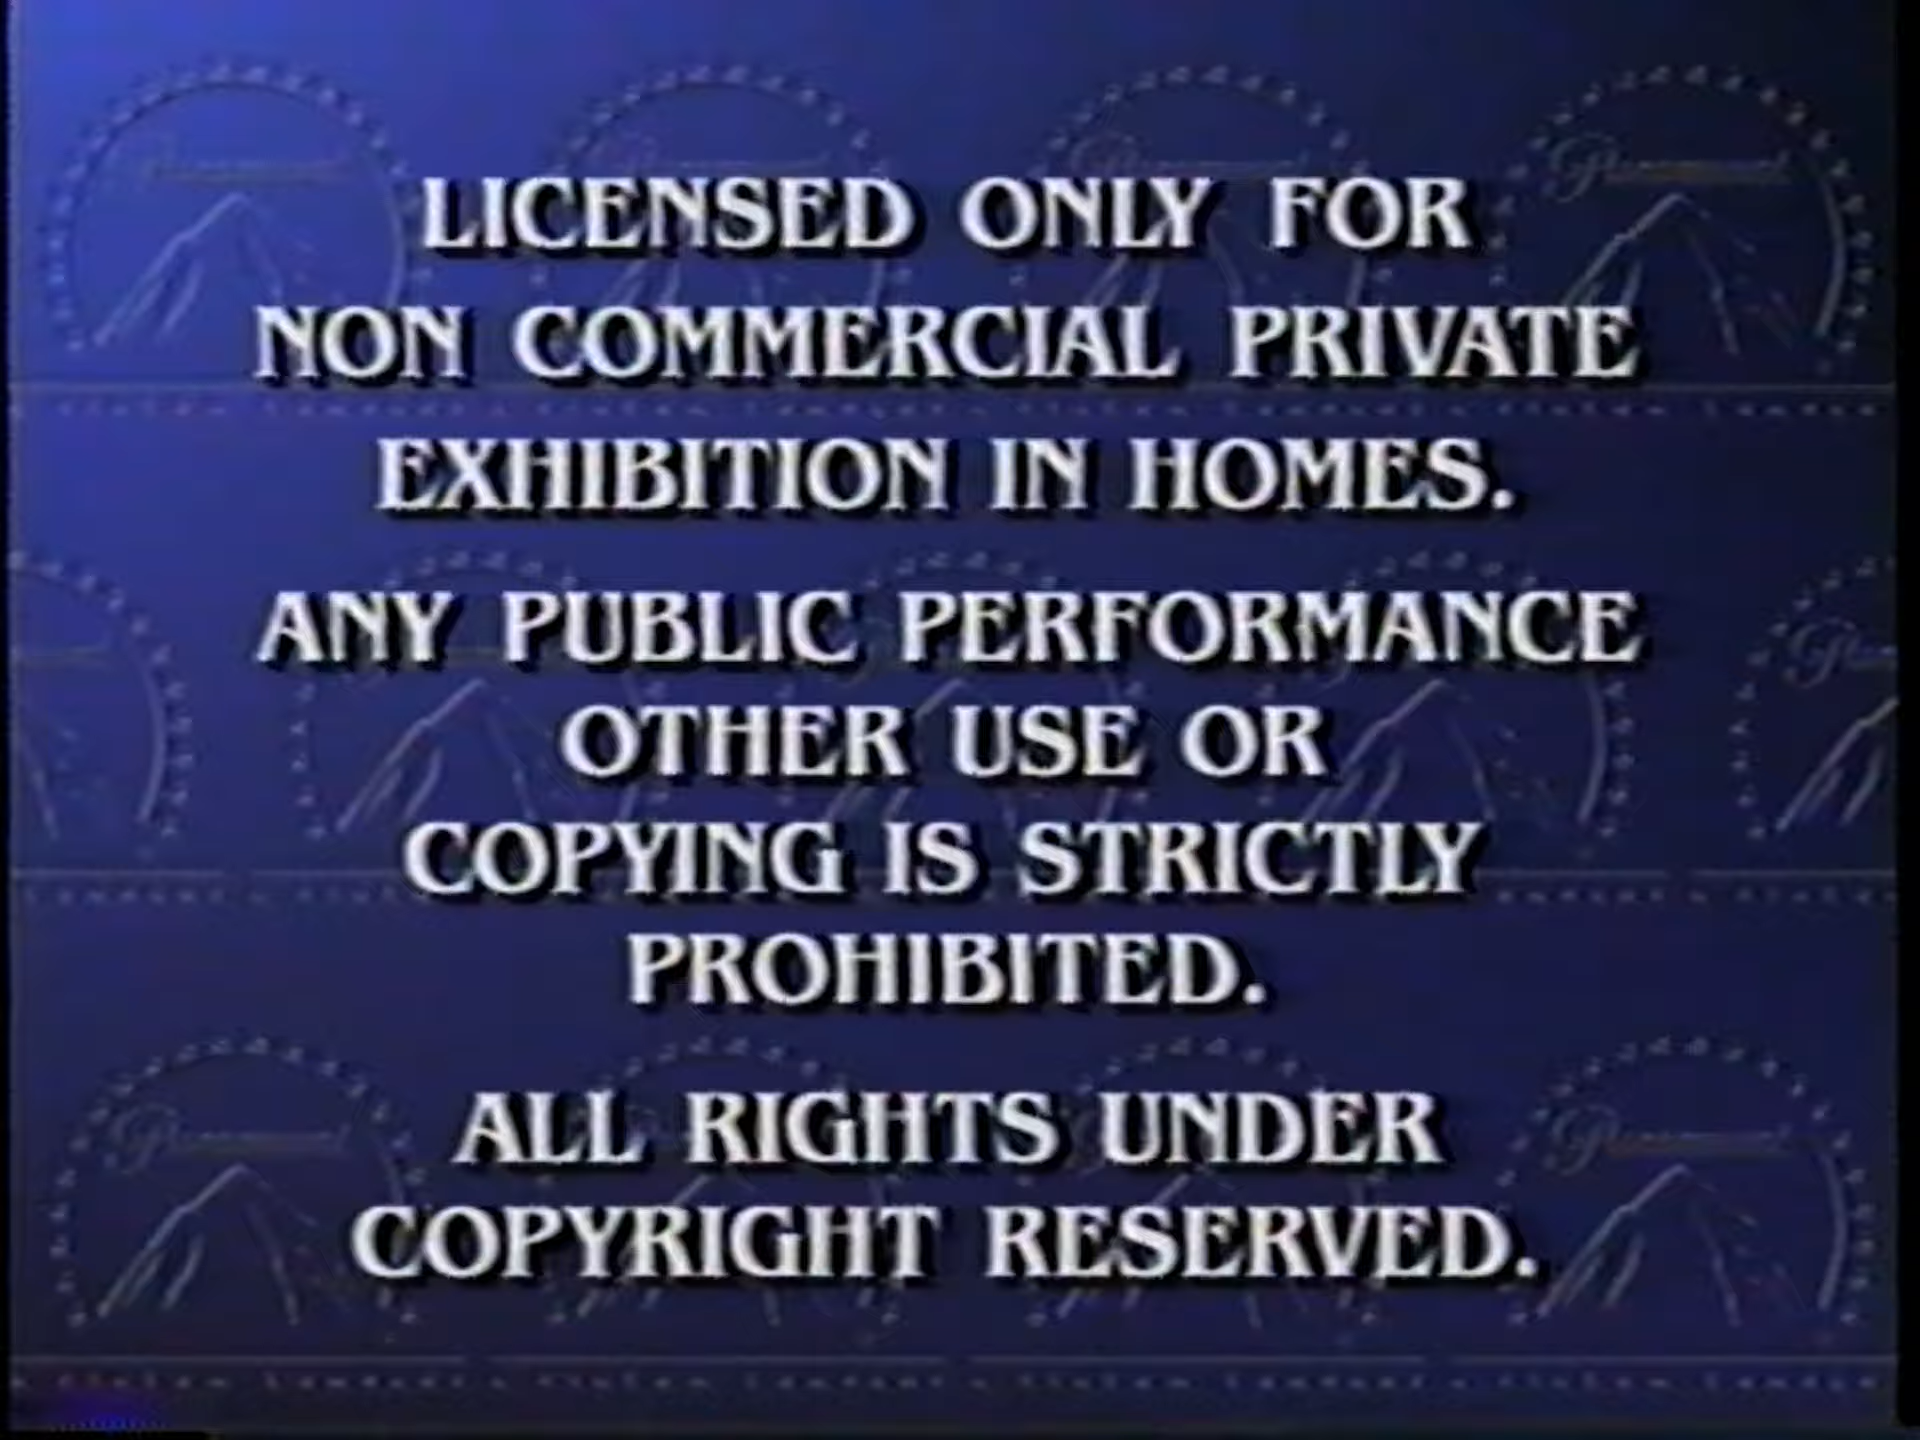 LICENSED ONLY FOR
NON COMMERCIAL PRIVATE
EXHIBITION IN HOMES.
ANY PUBLIC PERFORMANCE
OTHER USE OR
COPYING IS STRICTLY
PROHIBITED.
ALL RIGHTS UNDER
COPYRIGHT RESERVED.